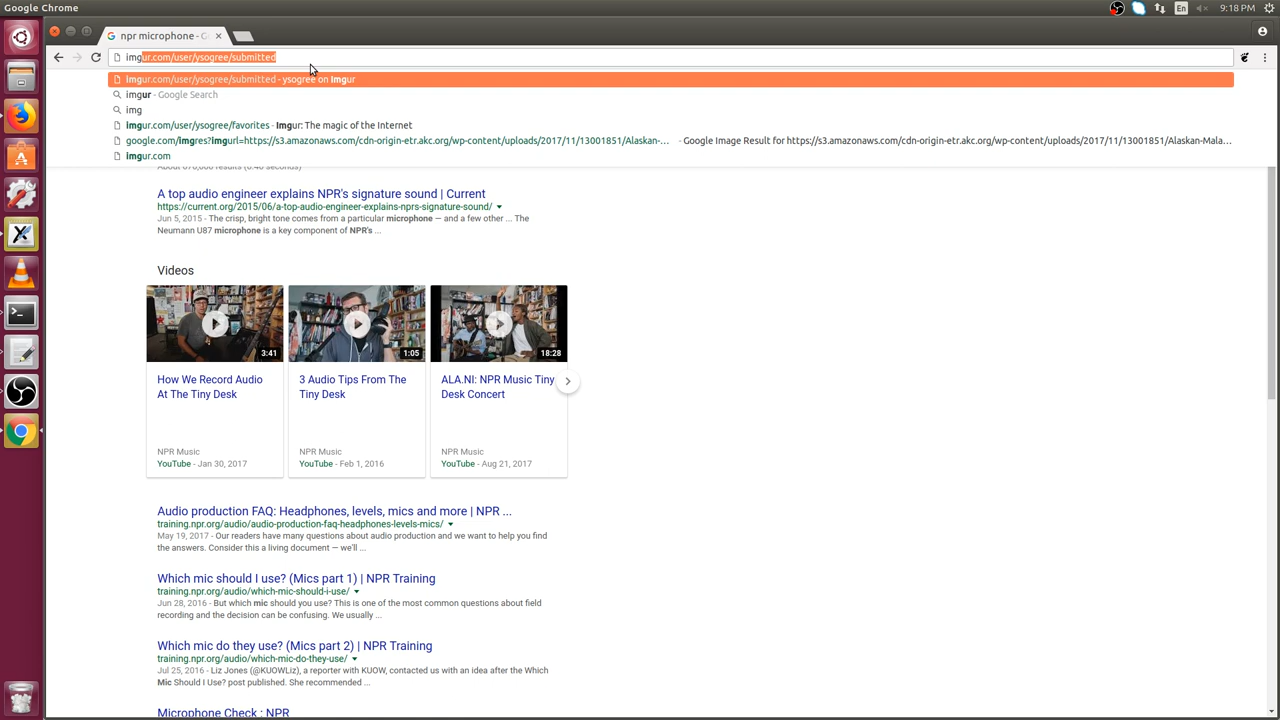 Google Chrome
En
9:18 PM
npr microphone - G
imgur.com/user/ysogree/submitted
imgur.com/user/ysogree/submitted - ysogree on imgur
imgur - Google Search
img
imgur.com/user/ysogree/favorites - Imgur: The magic of the Internet
google.com/imgres?imgurl=https://s3.amazonaws.com/cdn-origin-etr.akc.org/wp-content/uploads/2017/11/13001851/Alaskan-... - Google Image Result for https://s3.amazonaws.com/cdn-origin-etr.akc.org/wp-content/uploads/2017/11/13001851/Alaskan-Mala...
imgur.com
A top audio engineer explains NPR's signature sound | Current
https://current.org/2015/06/a-top-audio-engineer-explains-nprs-signature-sound/
Jun 5, 2015 - The crisp, bright tone comes from a particular microphone — and a few other ... The
Neumann U87 microphone is a key component of NPR's ...
Videos
3:41
1:05
18:28
How We Record Audio
At The Tiny Desk
3 Audio Tips From The
Tiny Desk
ALA.NI: NPR Music Tiny
Desk Concert
NPR Music
YouTube - Jan 30, 2017
NPR Music
YouTube - Feb 1, 2016
NPR Music
YouTube - Aug 21, 2017
Audio production FAQ: Headphones, levels, mics and more | NPR ...
training.npr.org/audio/audio-production-faq-headphones-levels-mics/
May 19, 2017 - Our readers have many questions about audio production and we want to help you find
the answers. Consider this a living document — we'll ...
Which mic should I use? (Mics part 1) | NPR Training
training.npr.org/audio/which-mic-should-i-use/
Jun 28, 2016 - But which mic should you use? This is one of the most common questions about field
recording and the decision can be confusing. We usually ...
Which mic do they use? (Mics part 2) | NPR Training
training.npr.org/audio/which-mic-do-they-use/
Jul 25, 2016 - Liz Jones (@KUOWLiz), a reporter with KUOW, contacted us with an idea after the Which
Mic Should I Use? post published. She recommended ...
Microphone Check : NPR